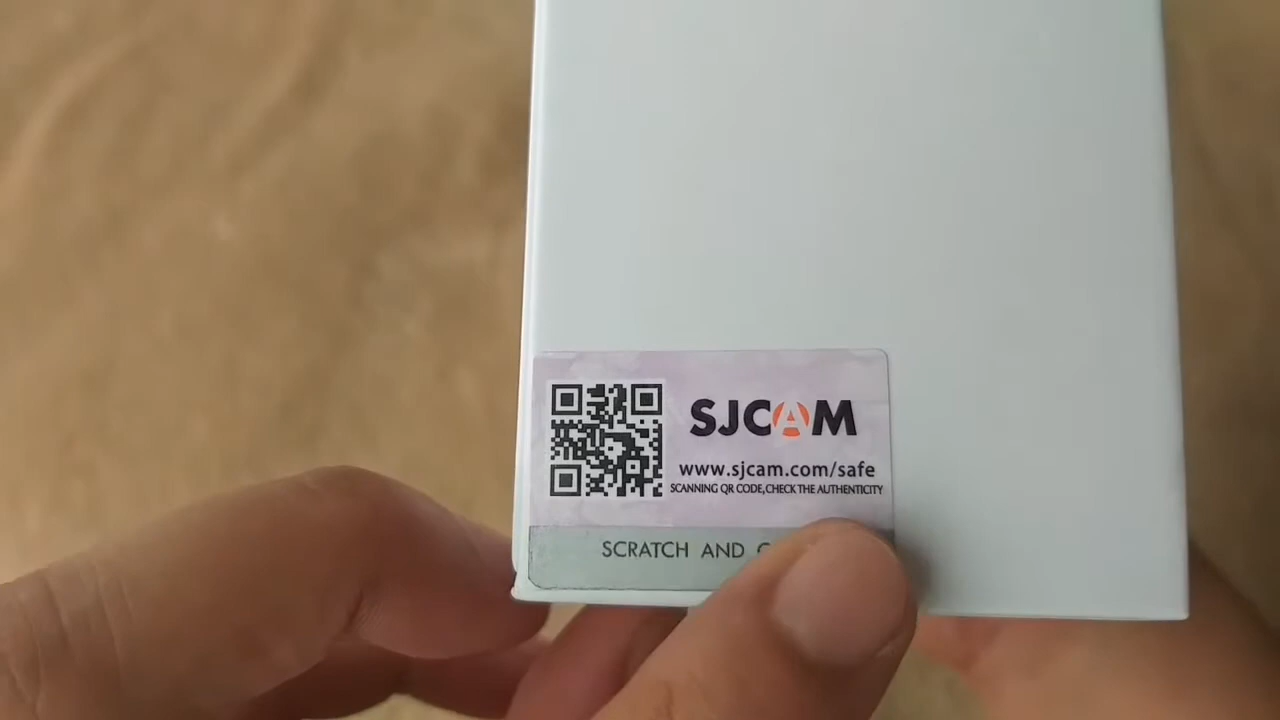 SJCAM
www.sjcam.com/safe
SCANNING QR CODE,CHECK THE AUTHENTICITY
SCRATCH AND